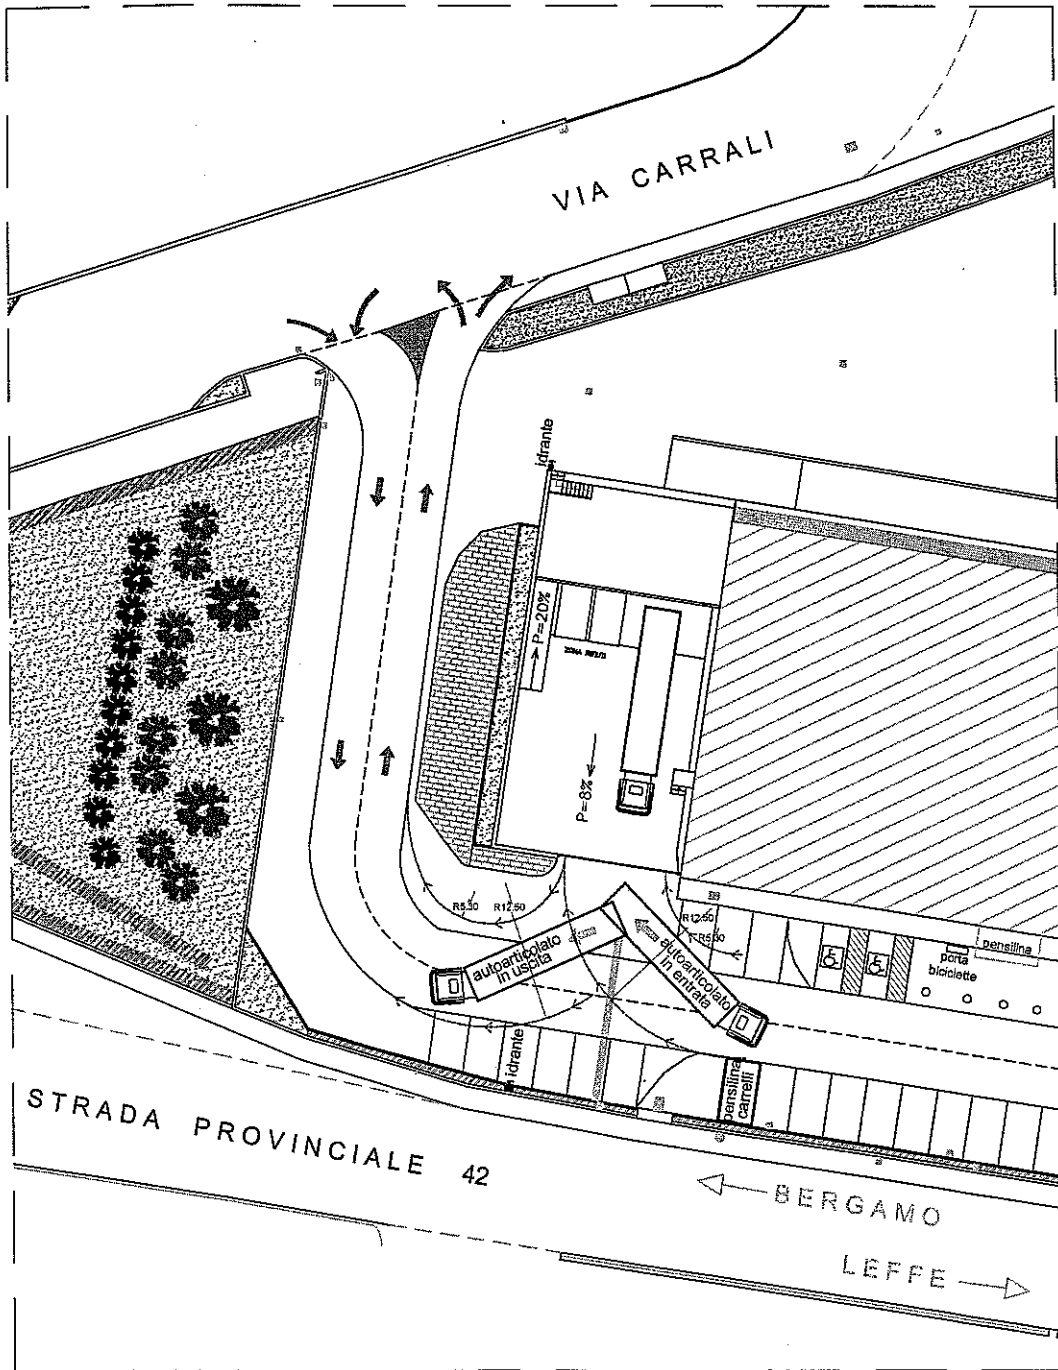 VIA CARRALI
idrante
P=20%
ZONA RIFIUTI
P=8%
R5.30
R12.50
R12.50
R5.30
autoarticolato
in uscita
autoarticolato
in entrata
pensilina
porta
biciclette
idrante
pensilina
carrelli
STRADA PROVINCIALE 42
BERGAMO
LEFFE